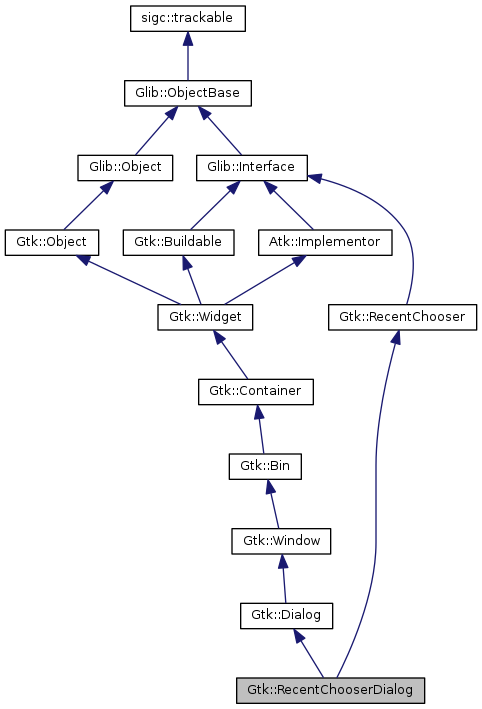 sigc::trackable
Glib::ObjectBase
Glib::Object
Glib::Interface
Gtk::Object
Gtk::Buildable
Atk::Implementor
Gtk::Widget
Gtk::RecentChooser
Gtk::Container
Gtk::Bin
Gtk::Window
Gtk::Dialog
Gtk::RecentChooserDialog